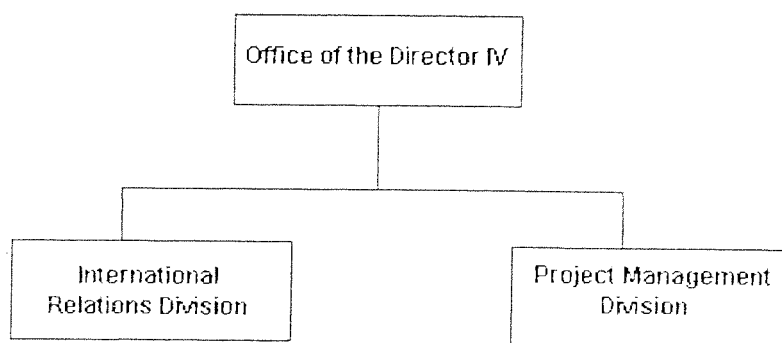 Office of the Director IV
International
Relations Division
Project Management
Division